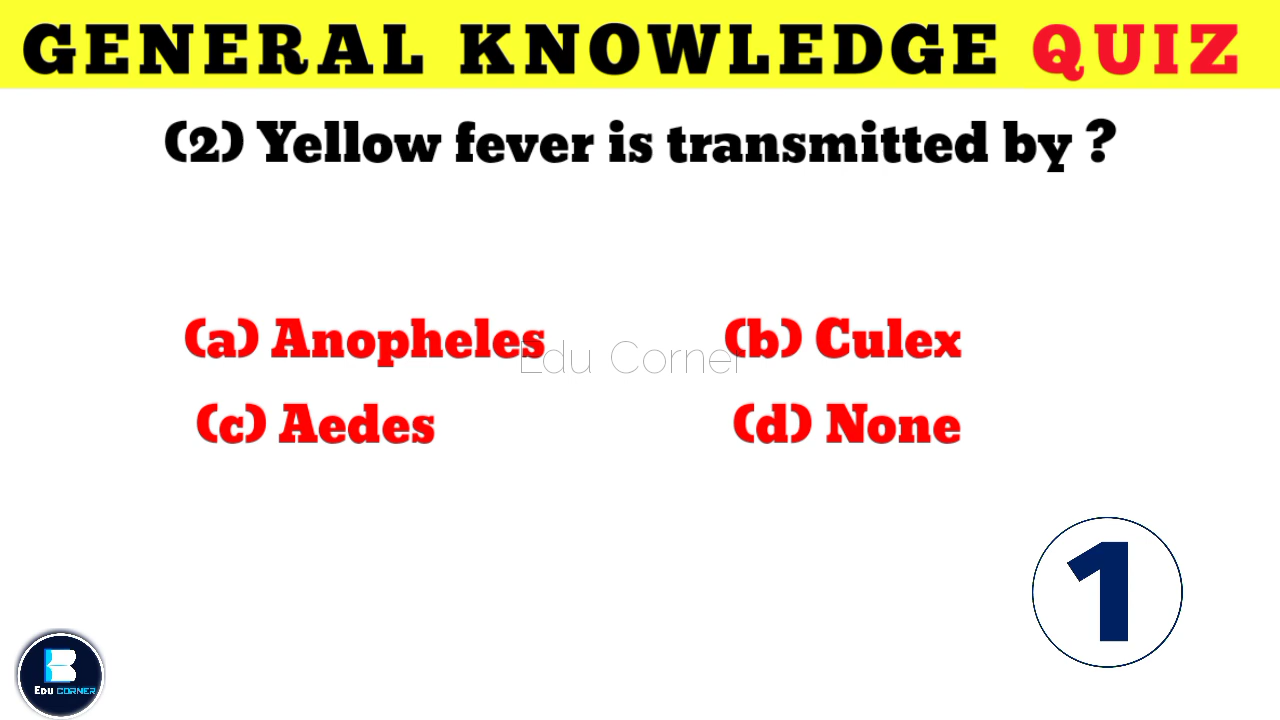 GENERAL KNOWLEDGE QUIZ
(2) Yellow fever is transmitted by ?
(a) Anopheles (b) Culex
Edu Corner
(c) Aedes (d) None
1
EDU CORNER